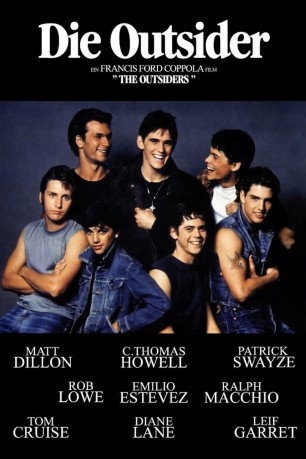 Die Outsider
EIN FRANCIS FORD COPPOLA FILM
" THE OUTSIDERS "
MATT DILLON
C.THOMAS HOWELL
PATRICK SWAYZE
ROB LOWE
EMILIO ESTEVEZ
RALPH MACCHIO
TOM CRUISE
DIANE LANE
LEIF GARRET